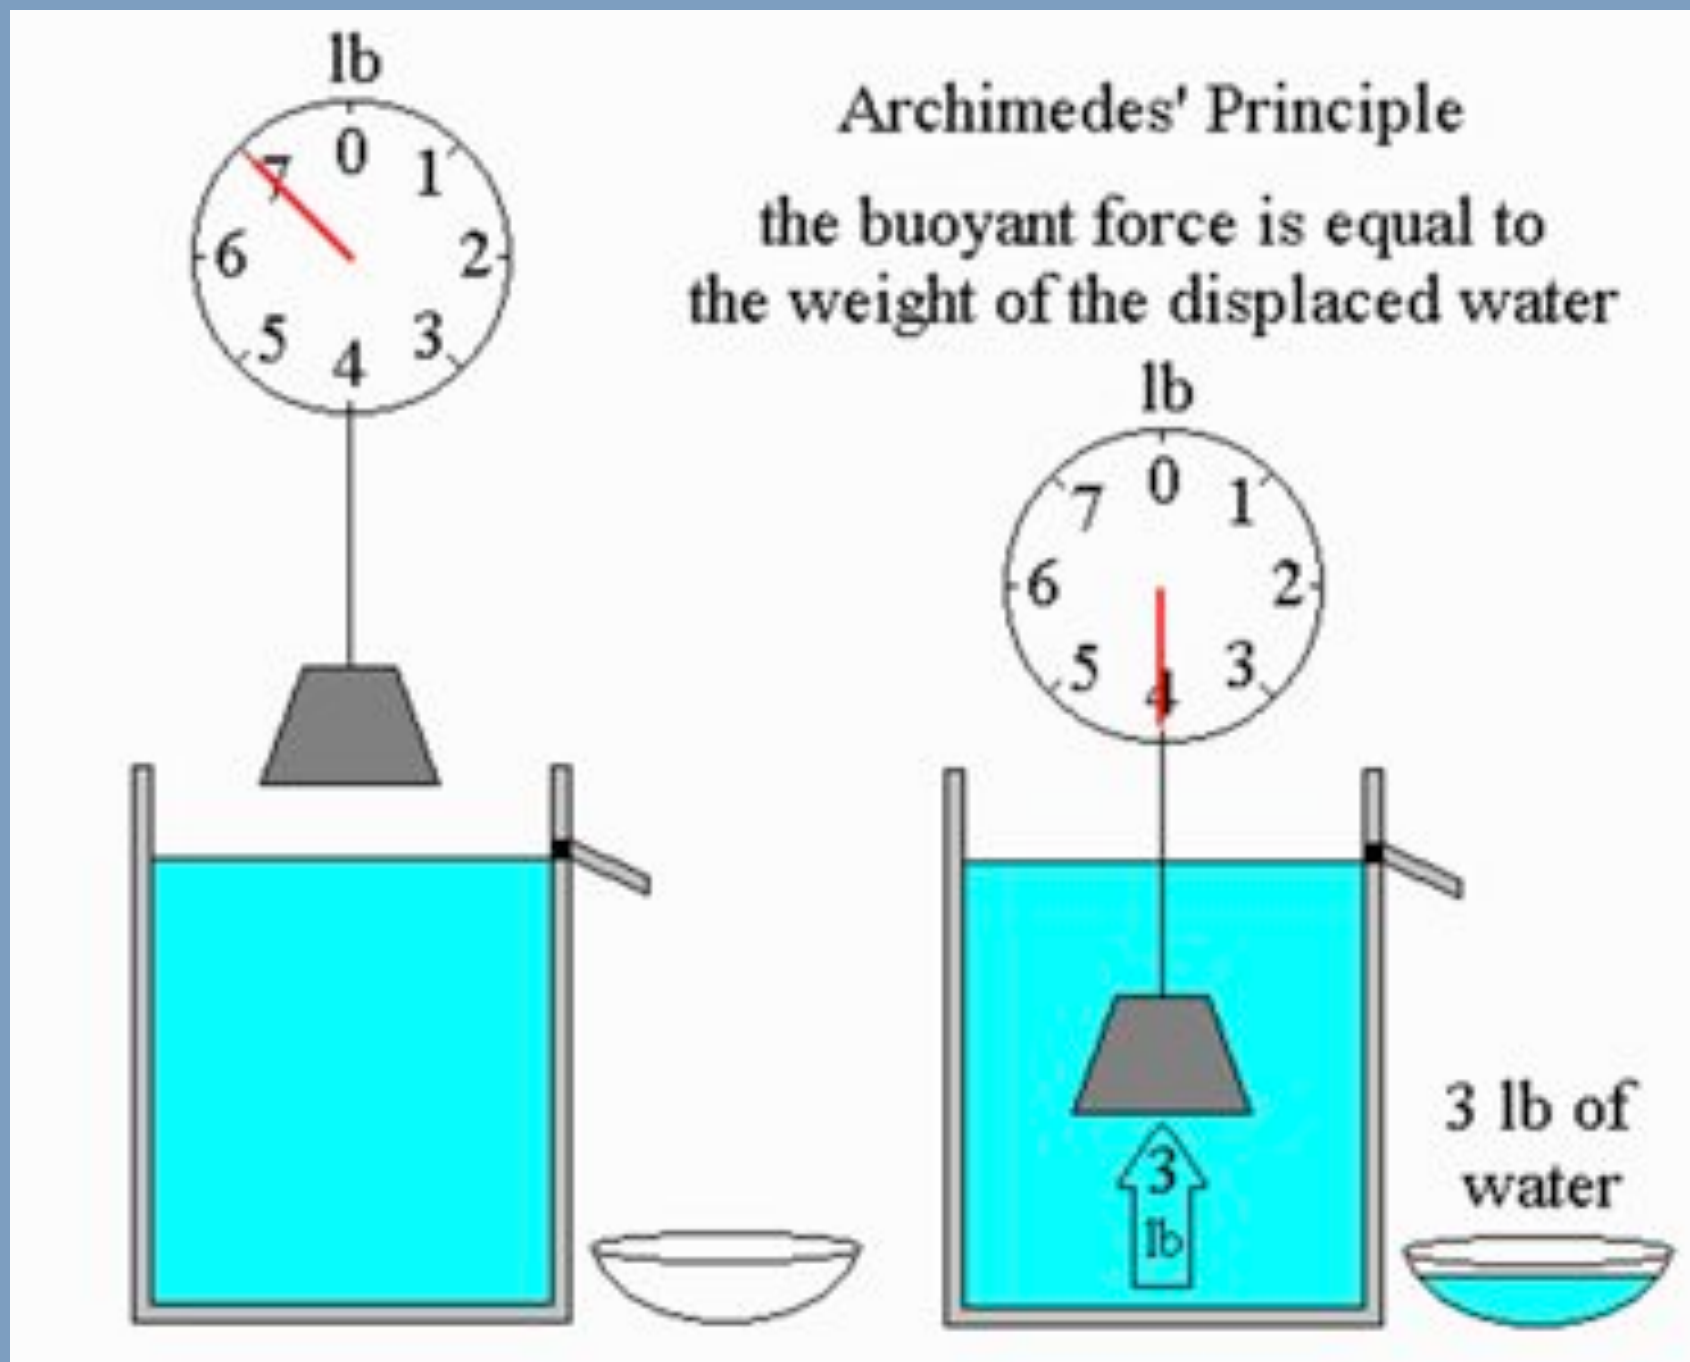 lb
0
1
2
3
4
5
6
7
Archimedes' Principle
the buoyant force is equal to
the weight of the displaced water
lb
0
1
2
3
4
5
6
7
3
lb
3 lb of
water